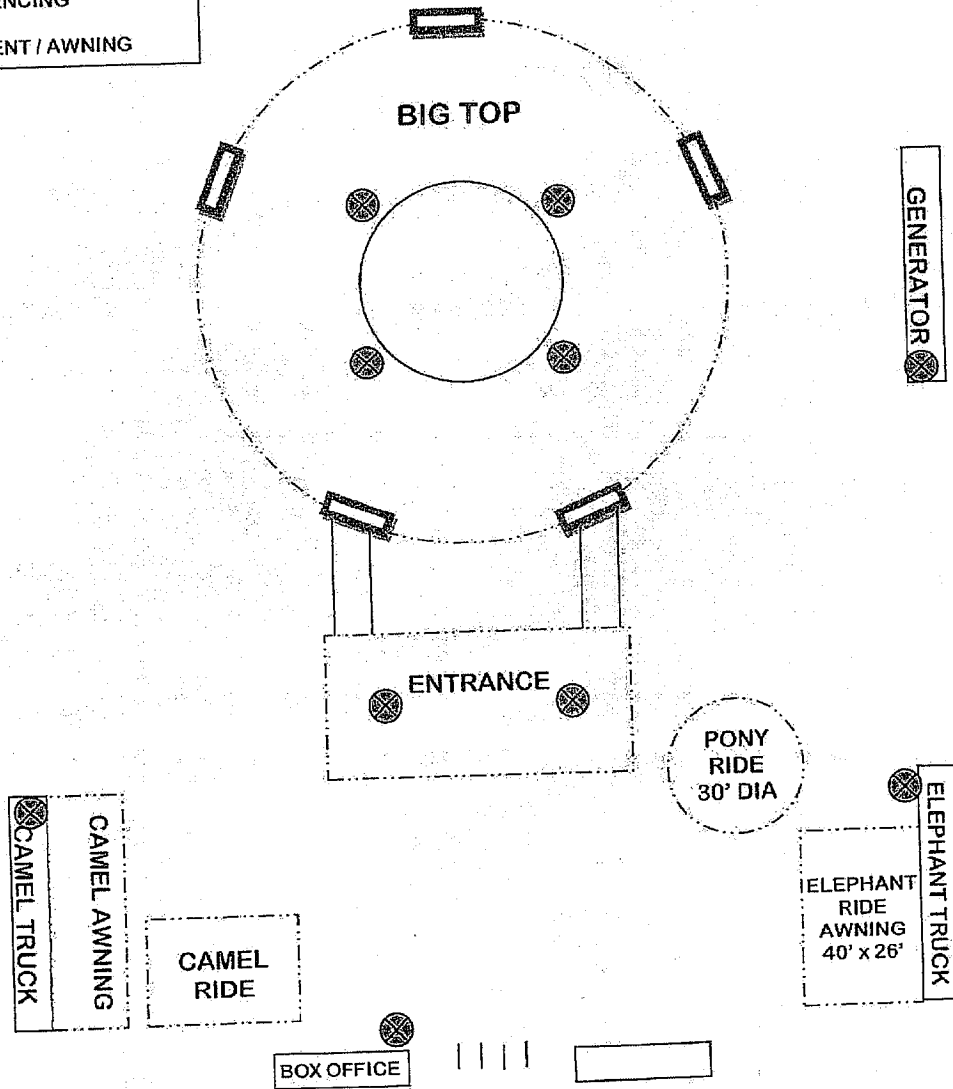 ENT / AWNING
BIG TOP
GENERATOR
ENTRANCE
PONY
RIDE
30' DIA
CAMEL TRUCK
CAMEL AWNING
CAMEL
RIDE
ELEPHANT
RIDE
AWNING
40' x 26'
ELEPHANT TRUCK
BOX OFFICE